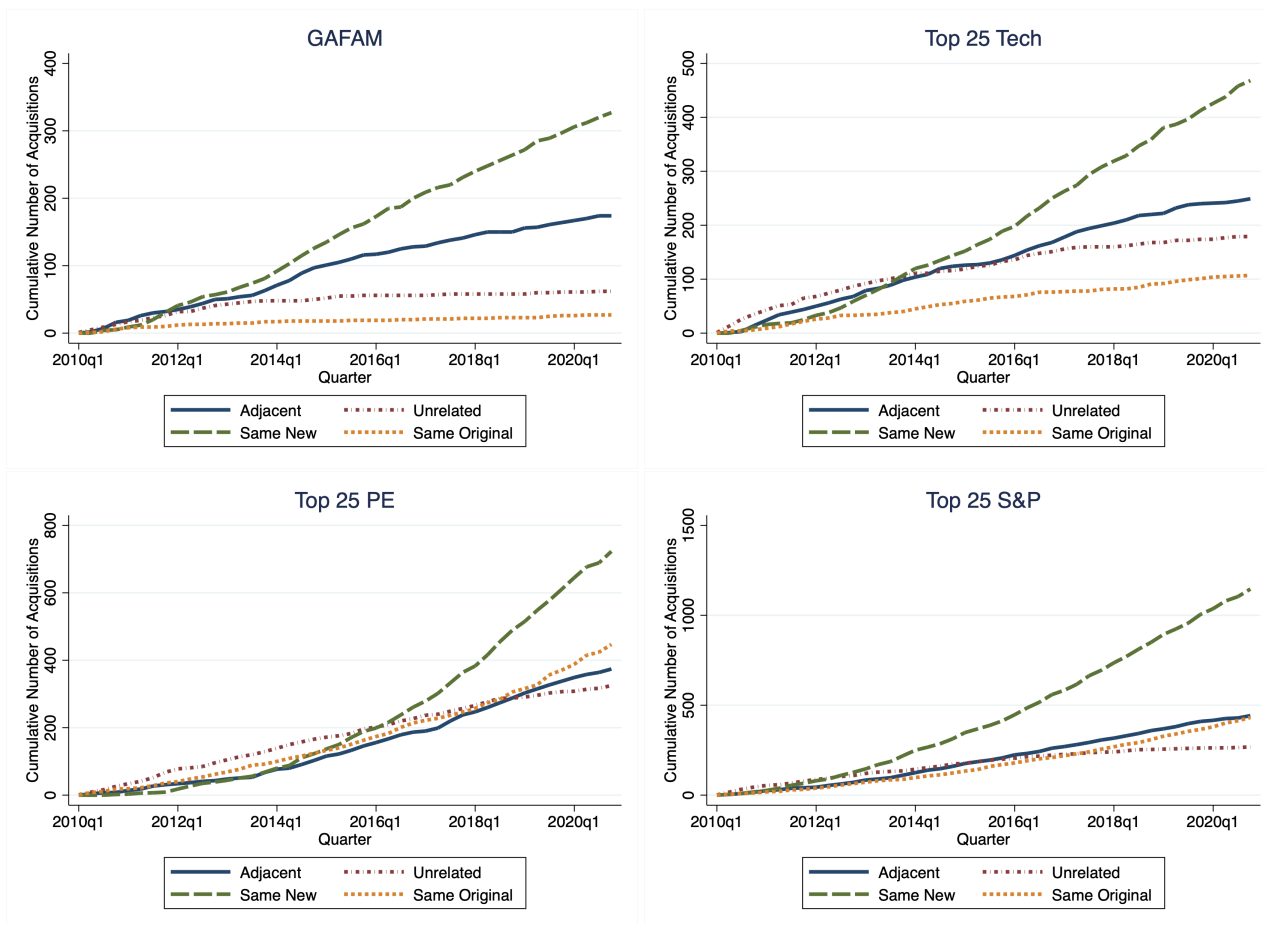 GAFAM
Cumulative Number of Acquisitions
400
300
200
100
0
2010q1 2012q1 2014q1 2016q1 2018q1 2020q1
Quarter
Adjacent Unrelated
Same New Same Original
Top 25 Tech
Cumulative Number of Acquisitions
500
400
300
200
100
0
2010q1 2012q1 2014q1 2016q1 2018q1 2020q1
Quarter
Adjacent Unrelated
Same New Same Original
Top 25 PE
Cumulative Number of Acquisitions
800
600
400
200
0
2010q1 2012q1 2014q1 2016q1 2018q1 2020q1
Quarter
Adjacent Unrelated
Same New Same Original
Top 25 S&P
Cumulative Number of Acquisitions
1500
1000
500
0
2010q1 2012q1 2014q1 2016q1 2018q1 2020q1
Quarter
Adjacent Unrelated
Same New Same Original